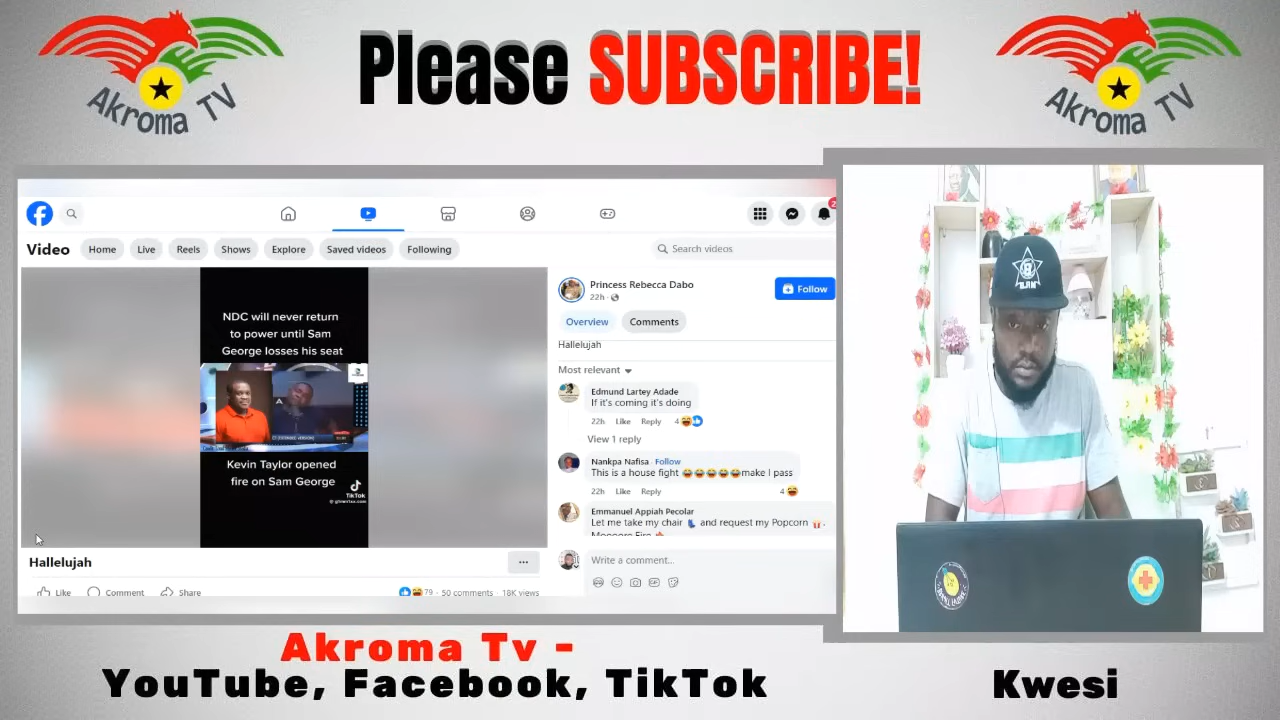 Please SUBSCRIBE!
Akroma TV
Akroma TV
Video
Home
Live
Reels
Shows
Explore
Saved videos
Following
Search videos
NDC will never return
to power until Sam
George losses his seat
Kevin Taylor opened
fire on Sam George
TikTok
Hallelujah
Like
Comment
Share
79 · 50 comments · 18K views
Princess Rebecca Dabo
22h ·
Follow
Overview
Comments
Hallelujah
Most relevant
Edmund Lartey Adade
If it's coming it's doing
22h Like Reply 4
View 1 reply
Nankpa Nafisa · Follow
This is a house fight 😂😂😂😂😂make I pass
22h Like Reply 4
Emmanuel Appiah Pecolar
Let me take my chair 💺 and request my Popcorn 🍿.
Write a comment...
2
Akroma Tv -
YouTube, Facebook, TikTok
Kwesi